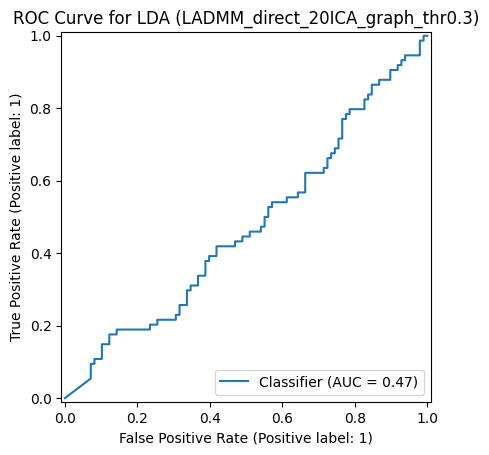 ROC Curve for LDA (LADMM_direct_20ICA_graph_thr0.3)
True Positive Rate (Positive label: 1)
1.0
0.8
0.6
0.4
0.2
0.0
Classifier (AUC = 0.47)
0.0 0.2 0.4 0.6 0.8 1.0
False Positive Rate (Positive label: 1)